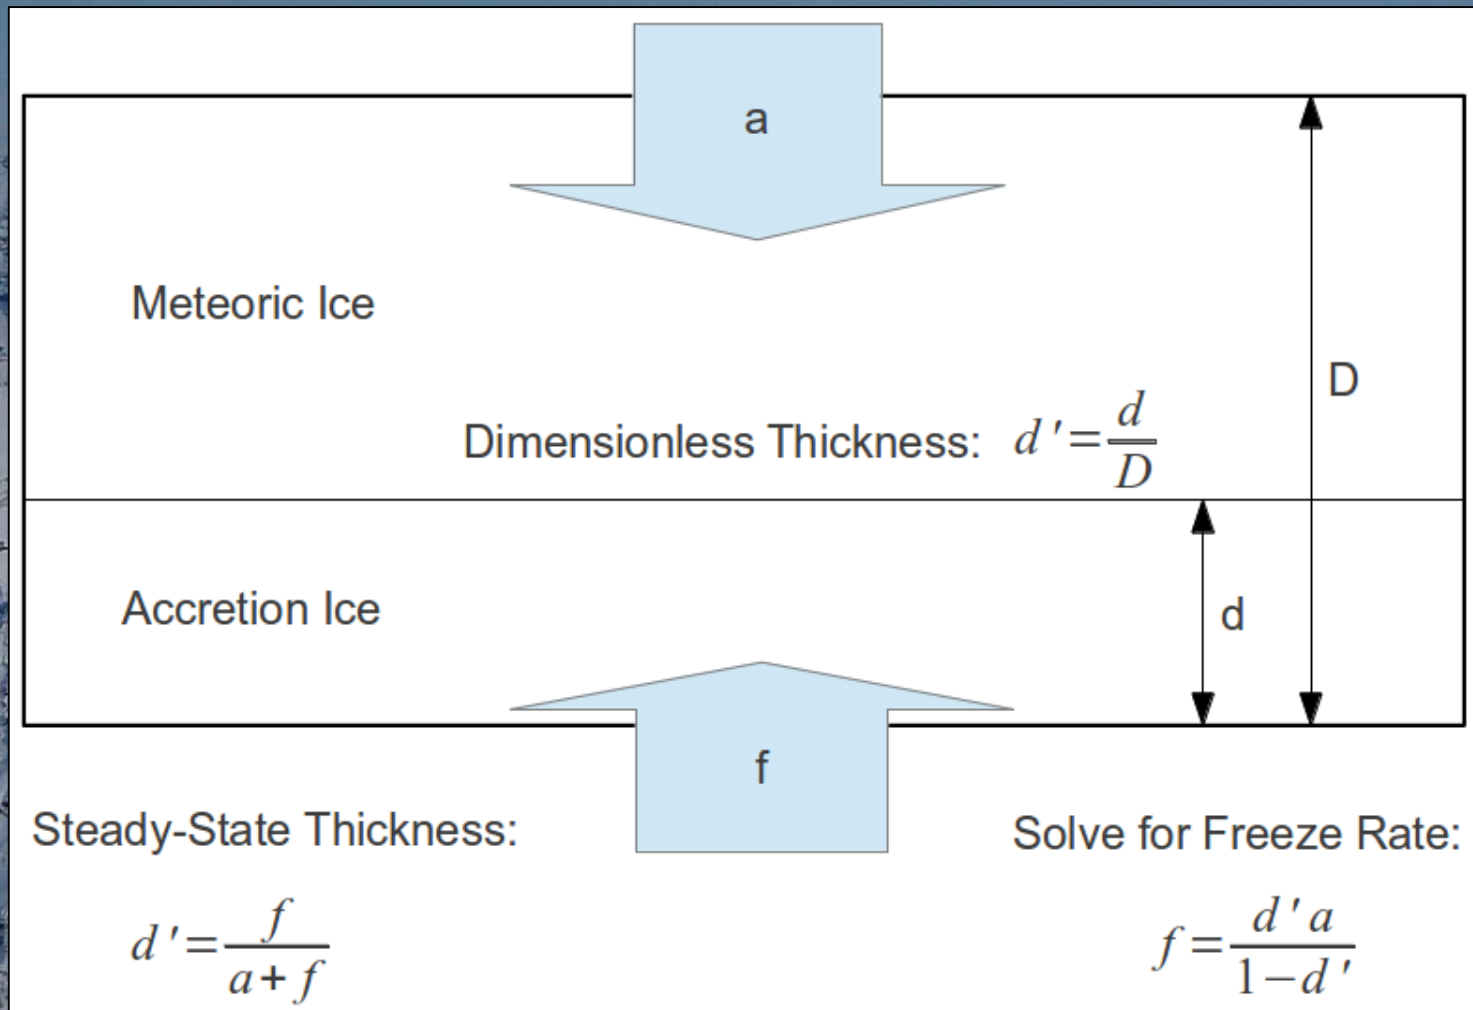 a
Meteoric Ice
D
Dimensionless Thickness: d'=d/D
Accretion Ice
d
f
Steady-State Thickness:
d'=f/(a+f)
Solve for Freeze Rate:
f=d'a/(1-d')